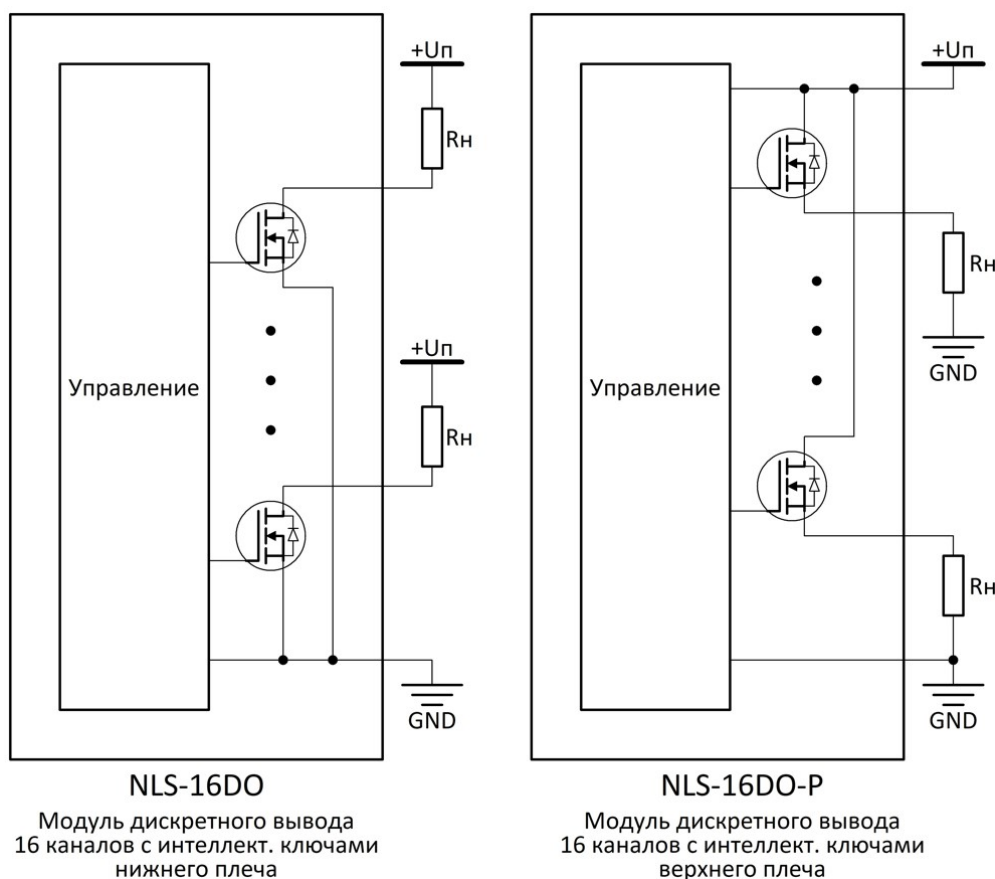 +Uп
Rн
+Uп
Управление
Rн
GND
NLS-16DO
Модуль дискретного вывода
16 каналов с интеллект. ключами
нижнего плеча
+Uп
Rн
GND
Управление
Rн
GND
NLS-16DO-P
Модуль дискретного вывода
16 каналов с интеллект. ключами
верхнего плеча